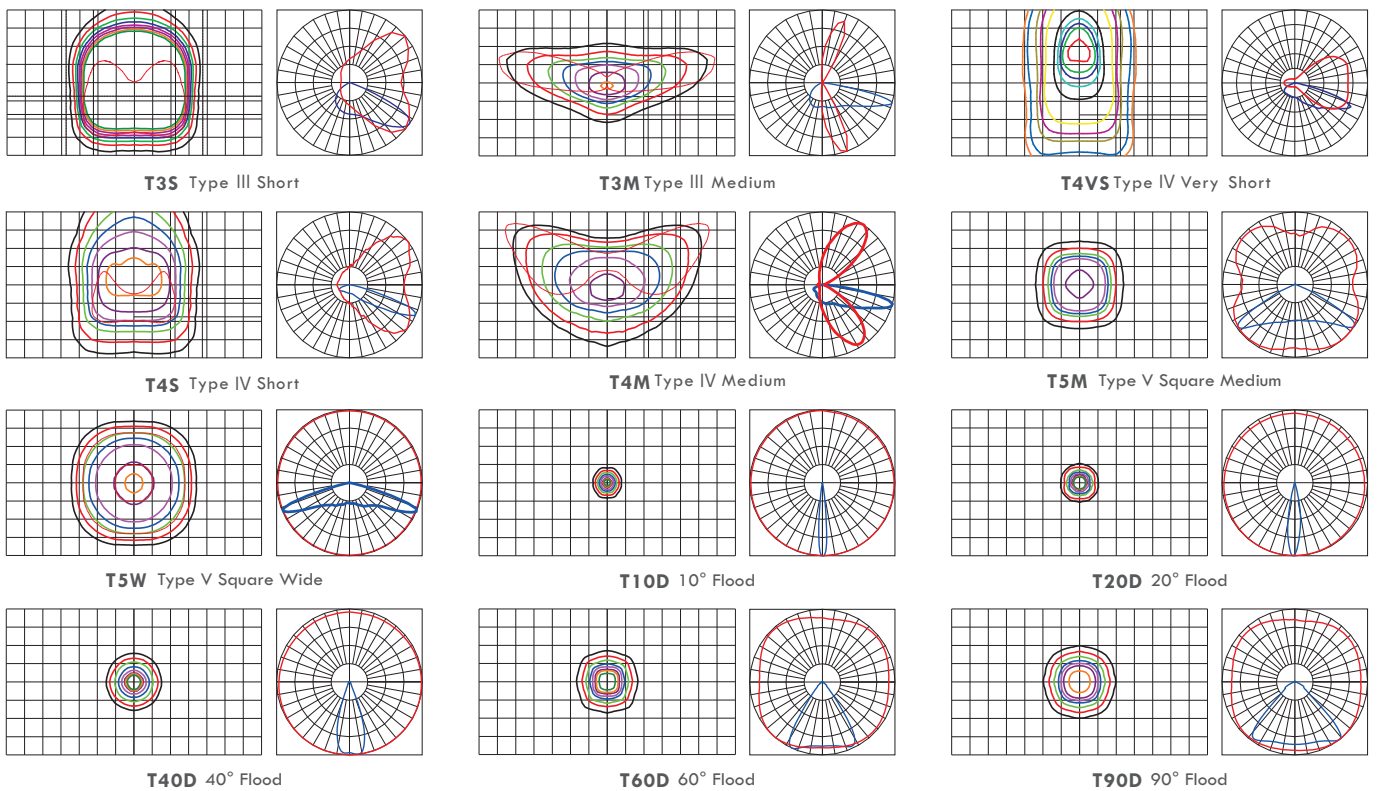 T3S Type III Short
T3M Type III Medium
T4VS Type IV Very Short
T4S Type IV Short
T4M Type IV Medium
T5M Type V Square Medium
T5W Type V Square Wide
T10D 10° Flood
T20D 20° Flood
T40D 40° Flood
T60D 60° Flood
T90D 90° Flood